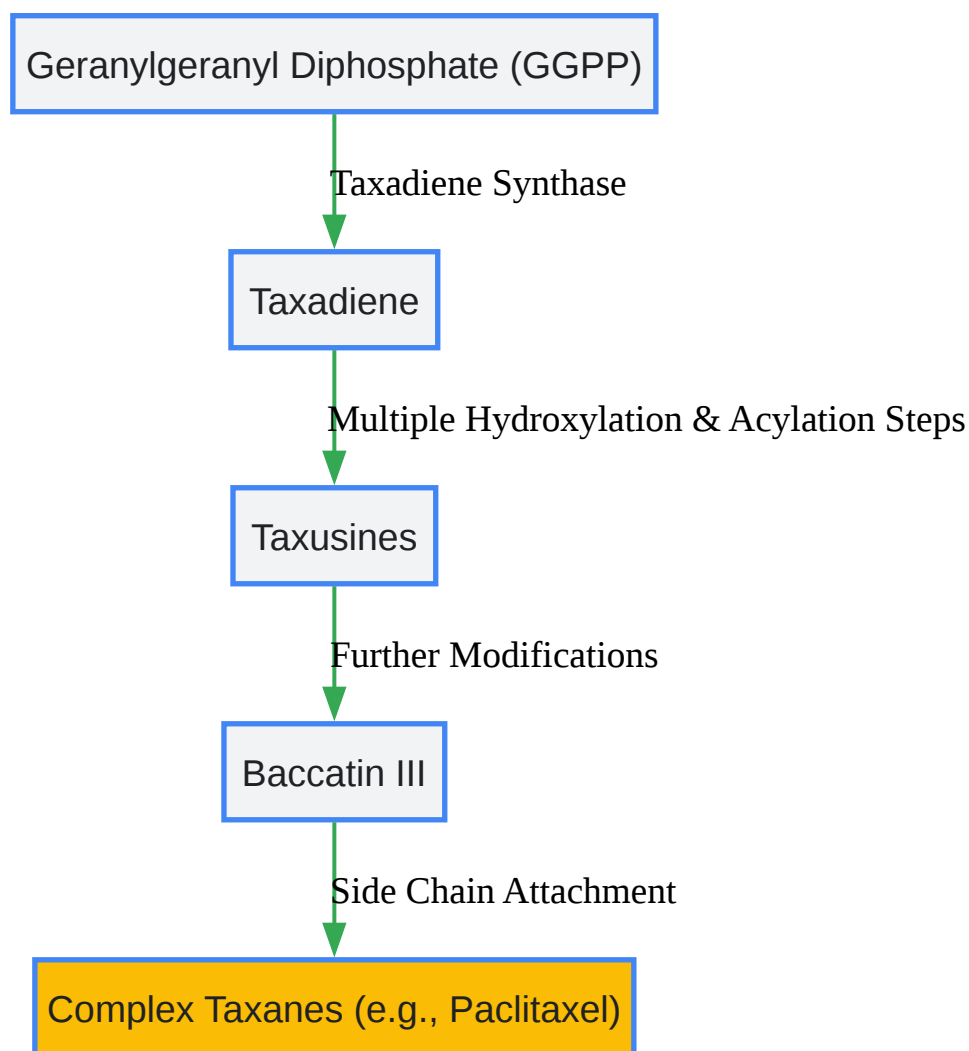 Geranylgeranyl Diphosphate (GGPP)
Taxadiene Synthase
Taxadiene
Multiple Hydroxylation & Acylation Steps
Taxusines
Further Modifications
Baccatin III
Side Chain Attachment
Complex Taxanes (e.g., Paclitaxel)